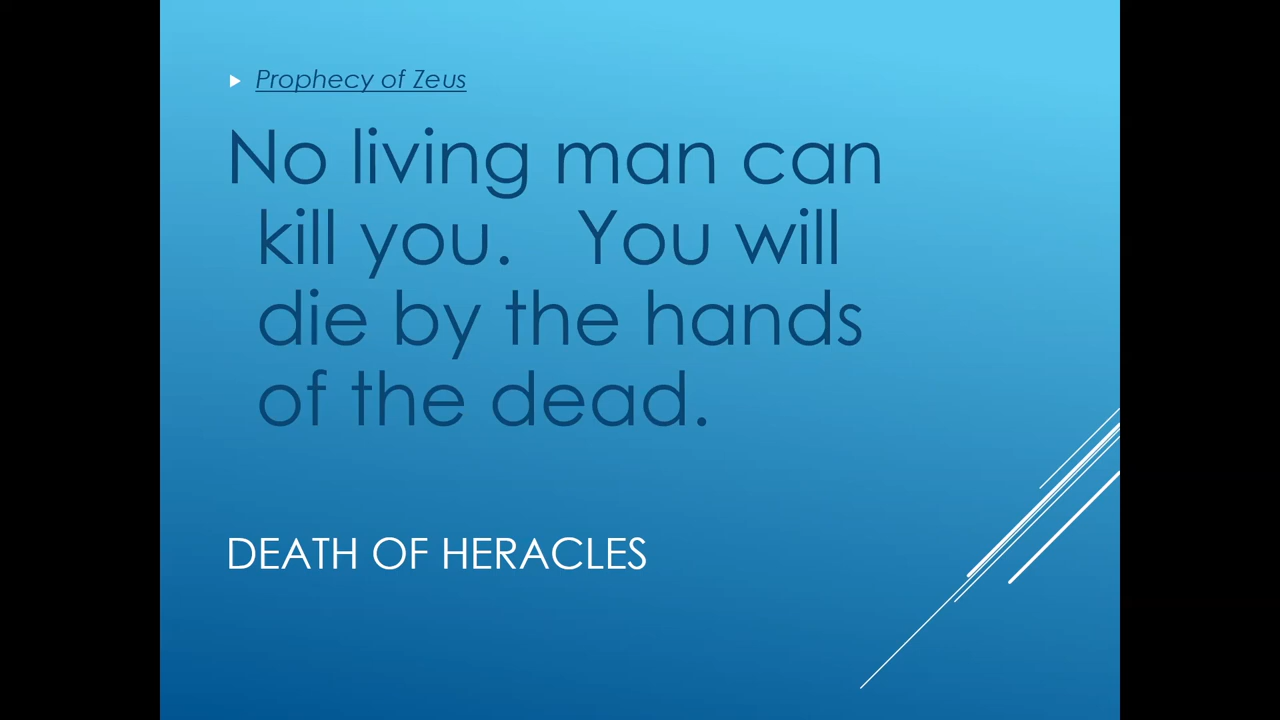 Prophecy of Zeus
No living man can
kill you.   You will
die by the hands
of the dead.
DEATH OF HERACLES